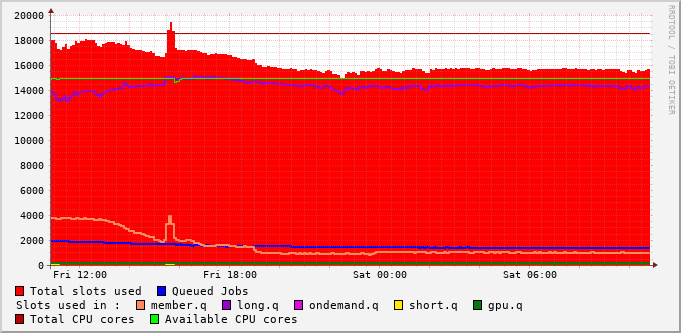 RRDTOOL / TOBI OETIKER
20000
18000
16000
14000
12000
10000
8000
6000
4000
2000
0
Fri 12:00 Fri 18:00 Sat 00:00 Sat 06:00
Total slots used Queued Jobs
Slots used in : member.q long.q ondemand.q short.q gpu.q
Total CPU cores Available CPU cores